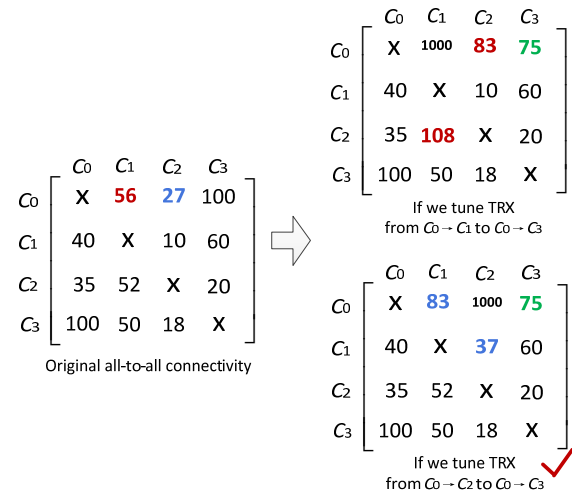 C0 C1 C2 C3
C0 X 56 27 100
C1 40 X 10 60
C2 35 52 X 20
C3 100 50 18 X
Original all-to-all connectivity
C0 C1 C2 C3
C0 X 1000 83 75
C1 40 X 10 60
C2 35 108 X 20
C3 100 50 18 X
If we tune TRX
from C0→C1 to C0→C3
C0 C1 C2 C3
C0 X 83 1000 75
C1 40 X 37 60
C2 35 52 X 20
C3 100 50 18 X
If we tune TRX
from C0→C2 to C0→C3